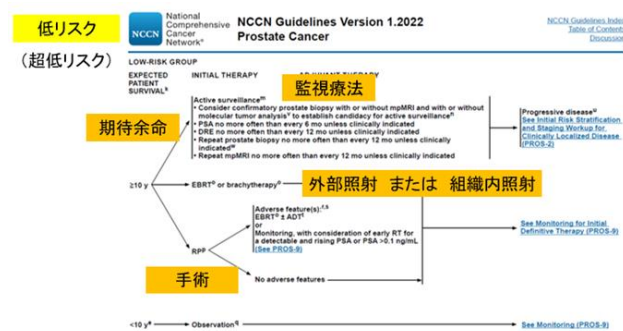 低リスク
(超低リスク)
NCCN
National
Comprehensive
Cancer
Network®
NCCN Guidelines Version 1.2022
Prostate Cancer
NCCN Guidelines Index
Table of Contents
Discussion
LOW-RISK GROUP
EXPECTED
PATIENT
SURVIVAL
INITIAL THERAPY
監視療法
Active surveillance
• Consider confirmatory prostate biopsy with or without mpMRI and with or without
molecular tumor analysis to establish candidacy for active surveillance
• PSA no more often than every 6 mo unless clinically indicated
• DRE no more often than every 12 mo unless clinically indicated
• Repeat prostate biopsy no more often than every 12 mo unless clinically
indicated
• Repeat mpMRI no more often than every 12 mo unless clinically indicated
Progressive disease
See Initial Risk Stratification
and Staging Workup for
Clinically Localized Disease
(PROS-2)
期待余命
≥10 y
EBRT or brachytherapy
外部照射 または 組織内照射
Adverse feature(s):
EBRT ± ADT
or
Monitoring, with consideration of early RT for
a detectable and rising PSA or PSA >0.1 ng/mL
(See PROS-9)
See Monitoring for Initial
Definitive Therapy (PROS-9)
RP
手術
No adverse features
<10 y
Observation
See Monitoring (PROS-9)